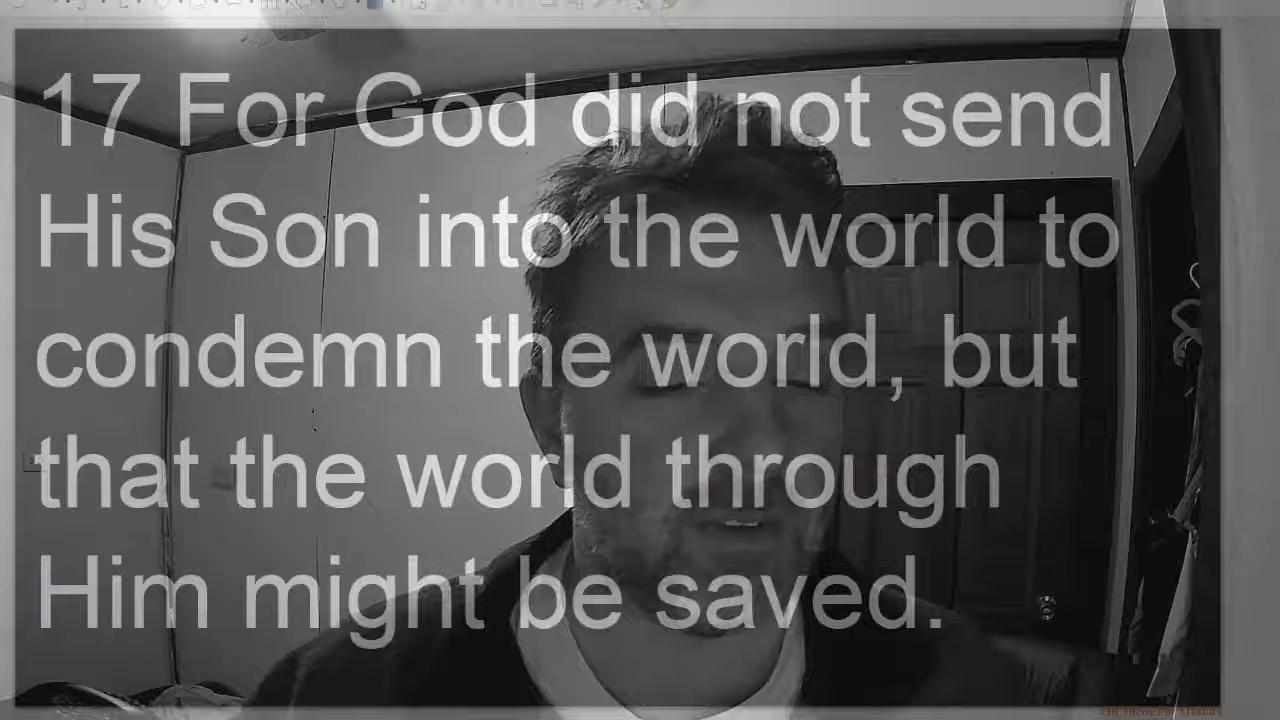 17 For God did not send
His Son into the world to
condemn the world, but
that the world through
Him might be saved.